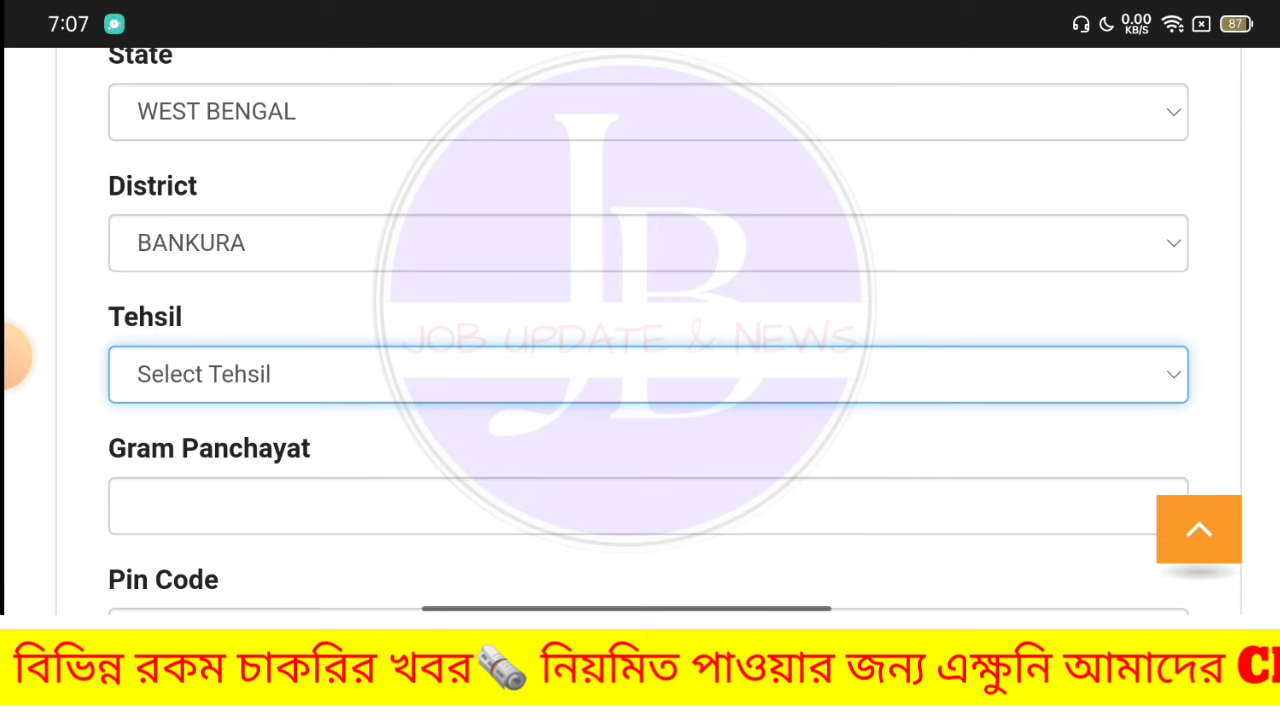 7:07 0.00 KB/S 87
State
WEST BENGAL
District
BANKURA
Tehsil
JOB UPDATE & NEWS
Select Tehsil
Gram Panchayat
Pin Code
JB
বিভিন্ন রকম চাকরির খবর নিয়মিত পাওয়ার জন্য এক্ষুনি আমাদের